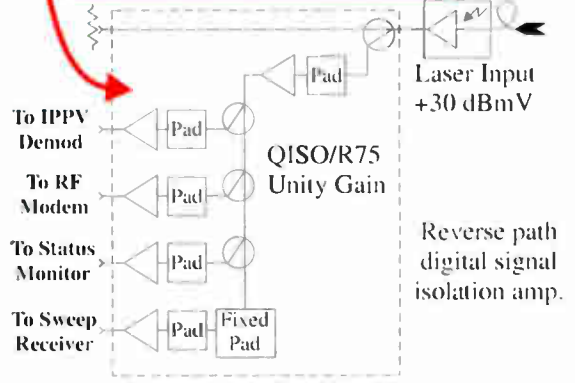 Pad
Laser Input
+30 dBmV
To IPPV
Demod
Pad
QISO/R75
Unity Gain
To RF
Modem
Pad
To Status
Monitor
Pad
Reverse path
digital signal
isolation amp.
To Sweep
Receiver
Pad
Fixed
Pad